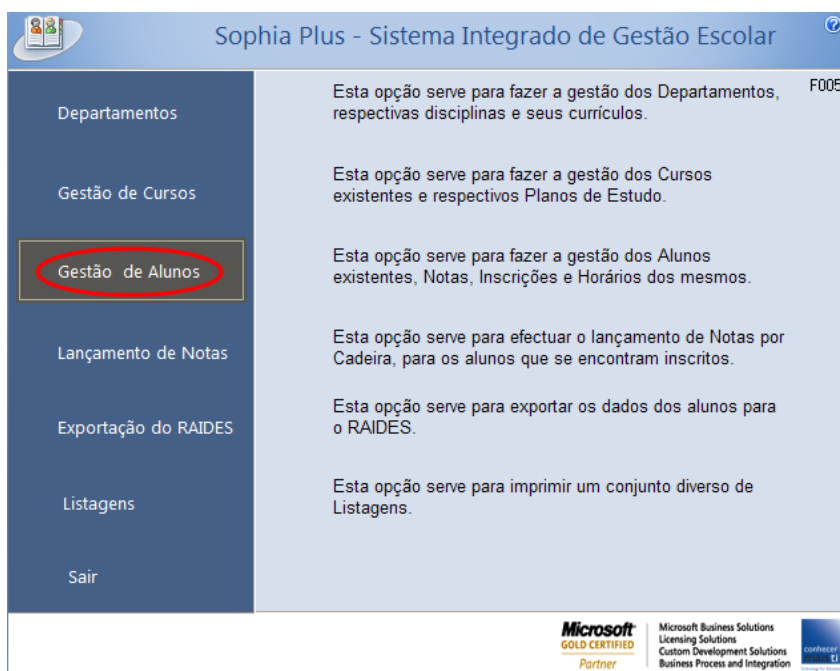 Sophia Plus - Sistema Integrado de Gestão Escolar
Departamentos
Esta opção serve para fazer a gestão dos Departamentos,
respectivas disciplinas e seus currículos.
F005
Gestão de Cursos
Esta opção serve para fazer a gestão dos Cursos
existentes e respectivos Planos de Estudo.
Gestão de Alunos
Esta opção serve para fazer a gestão dos Alunos
existentes, Notas, Inscrições e Horários dos mesmos.
Lançamento de Notas
Esta opção serve para efectuar o lançamento de Notas por
Cadeira, para os alunos que se encontram inscritos.
Exportação do RAIDES
Esta opção serve para exportar os dados dos alunos para
o RAIDES.
Listagens
Esta opção serve para imprimir um conjunto diverso de
Listagens.
Sair
Microsoft
GOLD CERTIFIED
Partner
Microsoft Business Solutions
Licensing Solutions
Custom Development Solutions
Business Process and Integration
conhecer
ti